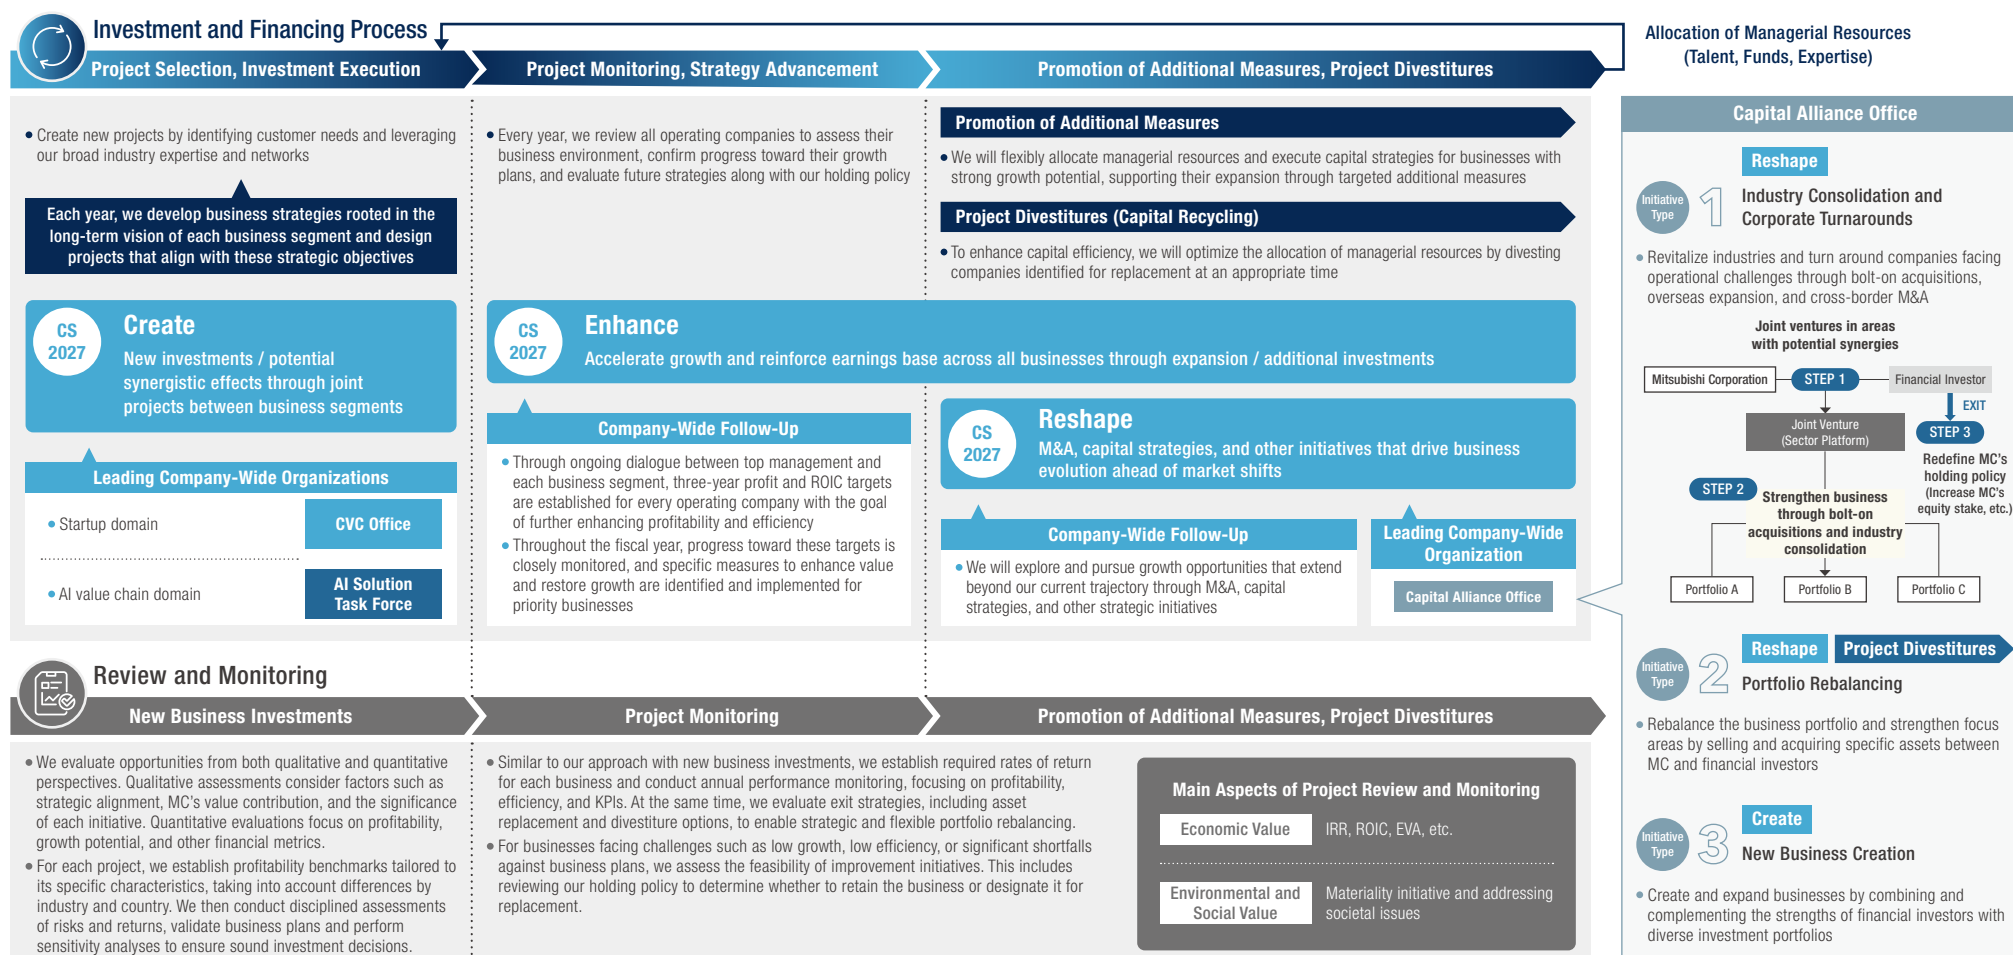 Investment and Financing Process
Allocation of Managerial Resources
(Talent, Funds, Expertise)
Project Selection, Investment Execution
Project Monitoring, Strategy Advancement
Promotion of Additional Measures, Project Divestitures
• Create new projects by identifying customer needs and leveraging
our broad industry expertise and networks
Each year, we develop business strategies rooted in the
long-term vision of each business segment and design
projects that align with these strategic objectives
• Every year, we review all operating companies to assess their
business environment, confirm progress toward their growth
plans, and evaluate future strategies along with our holding policy
Promotion of Additional Measures
• We will flexibly allocate managerial resources and execute capital strategies for businesses with
strong growth potential, supporting their expansion through targeted additional measures
Project Divestitures (Capital Recycling)
• To enhance capital efficiency, we will optimize the allocation of managerial resources by divesting
companies identified for replacement at an appropriate time
CS
2027
Create
New investments / potential
synergistic effects through joint
projects between business segments
CS
2027
Enhance
Accelerate growth and reinforce earnings base across all businesses through expansion / additional investments
Leading Company-Wide Organizations
• Startup domain
CVC Office
• AI value chain domain
AI Solution
Task Force
Company-Wide Follow-Up
• Through ongoing dialogue between top management and
each business segment, three-year profit and ROIC targets
are established for every operating company with the goal
of further enhancing profitability and efficiency
• Throughout the fiscal year, progress toward these targets is
closely monitored, and specific measures to enhance value
and restore growth are identified and implemented for
priority businesses
CS
2027
Reshape
M&A, capital strategies, and other initiatives that drive business
evolution ahead of market shifts
Company-Wide Follow-Up
• We will explore and pursue growth opportunities that extend
beyond our current trajectory through M&A, capital
strategies, and other strategic initiatives
Leading Company-Wide
Organization
Capital Alliance Office
Review and Monitoring
New Business Investments
Project Monitoring
Promotion of Additional Measures, Project Divestitures
• We evaluate opportunities from both qualitative and quantitative
perspectives. Qualitative assessments consider factors such as
strategic alignment, MC's value contribution, and the significance
of each initiative. Quantitative evaluations focus on profitability,
growth potential, and other financial metrics.
• For each project, we establish profitability benchmarks tailored to
its specific characteristics, taking into account differences by
industry and country. We then conduct disciplined assessments
of risks and returns, validate business plans and perform
sensitivity analyses to ensure sound investment decisions.
• Similar to our approach with new business investments, we establish required rates of return
for each business and conduct annual performance monitoring, focusing on profitability,
efficiency, and KPIs. At the same time, we evaluate exit strategies, including asset
replacement and divestiture options, to enable strategic and flexible portfolio rebalancing.
• For businesses facing challenges such as low growth, low efficiency, or significant shortfalls
against business plans, we assess the feasibility of improvement initiatives. This includes
reviewing our holding policy to determine whether to retain the business or designate it for
replacement.
Main Aspects of Project Review and Monitoring
Economic Value
IRR, ROIC, EVA, etc.
Environmental and
Social Value
Materiality initiative and addressing
societal issues
Capital Alliance Office
Reshape
Initiative
Type
1
Industry Consolidation and
Corporate Turnarounds
• Revitalize industries and turn around companies facing
operational challenges through bolt-on acquisitions,
overseas expansion, and cross-border M&A
Joint ventures in areas
with potential synergies
Mitsubishi Corporation
STEP 1
Financial Investor
EXIT
Joint Venture
(Sector Platform)
STEP 3
Redefine MC's
holding policy
(Increase MC's
equity stake, etc.)
STEP 2
Strengthen business
through bolt-on
acquisitions and industry
consolidation
Portfolio A
Portfolio B
Portfolio C
Reshape
Project Divestitures
Initiative
Type
2
Portfolio Rebalancing
• Rebalance the business portfolio and strengthen focus
areas by selling and acquiring specific assets between
MC and financial investors
Create
Initiative
Type
3
New Business Creation
• Create and expand businesses by combining and
complementing the strengths of financial investors with
diverse investment portfolios